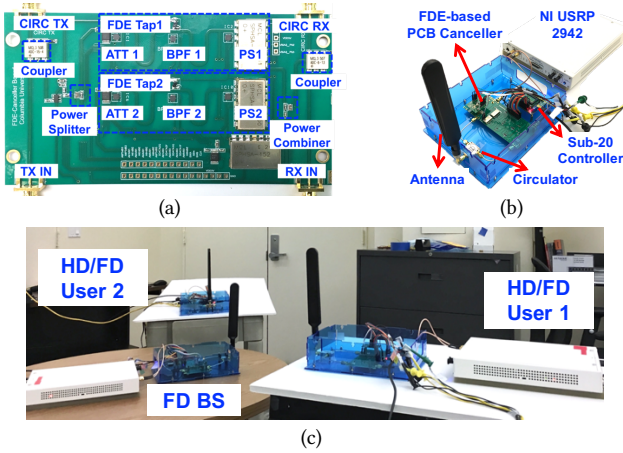 CIRC TX
FDE Tap1
CIRC RX
ATT 1
BPF 1
PS1
Coupler
Coupler
FDE Tap2
ATT 2
BPF 2
PS2
Power
Splitter
Power
Combiner
TX IN
RX IN
(a)
FDE-based
PCB Canceller
NI USRP
2942
Sub-20
Controller
Antenna
Circulator
(b)
HD/FD
User 2
HD/FD
User 1
FD BS
(c)